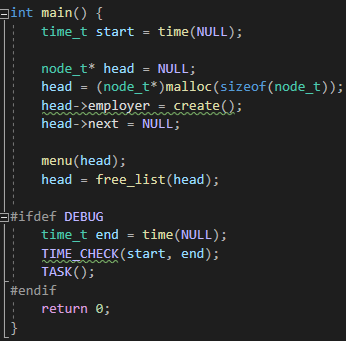 int main() {
    time_t start = time(NULL);

    node_t* head = NULL;
    head = (node_t*)malloc(sizeof(node_t));
    head->employer = create();
    head->next = NULL;

    menu(head);
    head = free_list(head);

#ifdef DEBUG
    time_t end = time(NULL);
    TIME_CHECK(start, end);
    TASK();
#endif
    return 0;
}